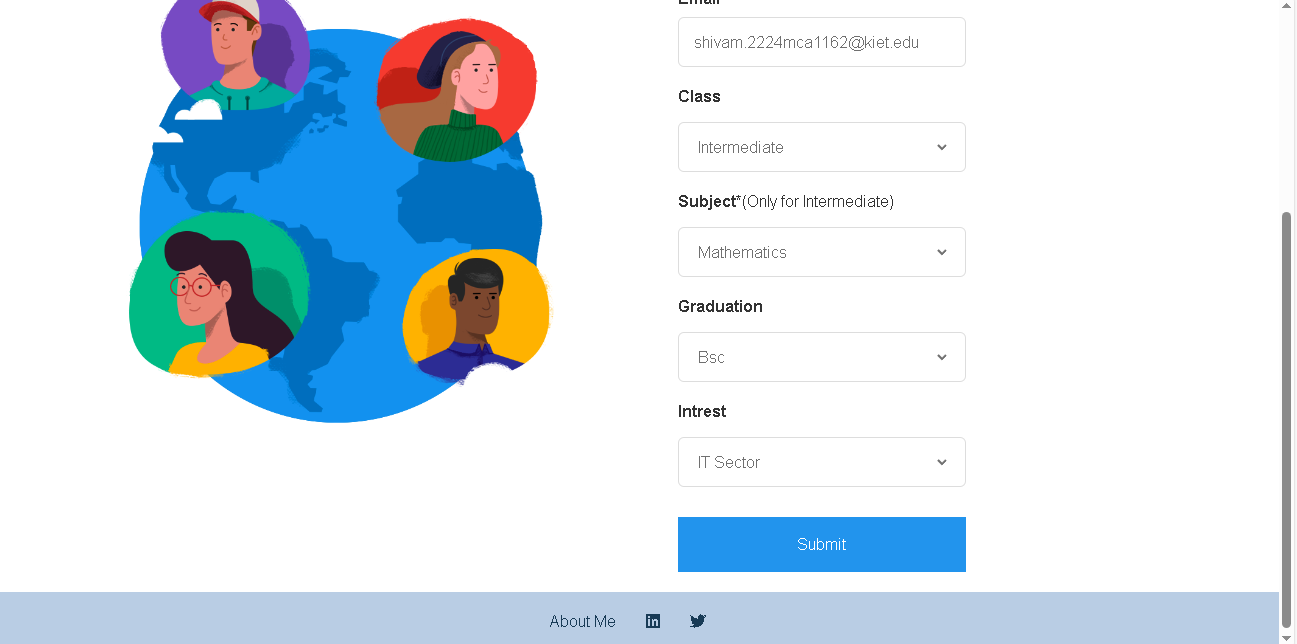 Email
shivam.2224mca1162@kiet.edu
Class
Intermediate
Subject*(Only for Intermediate)
Mathematics
Graduation
Bsc
Intrest
IT Sector
Submit
About Me